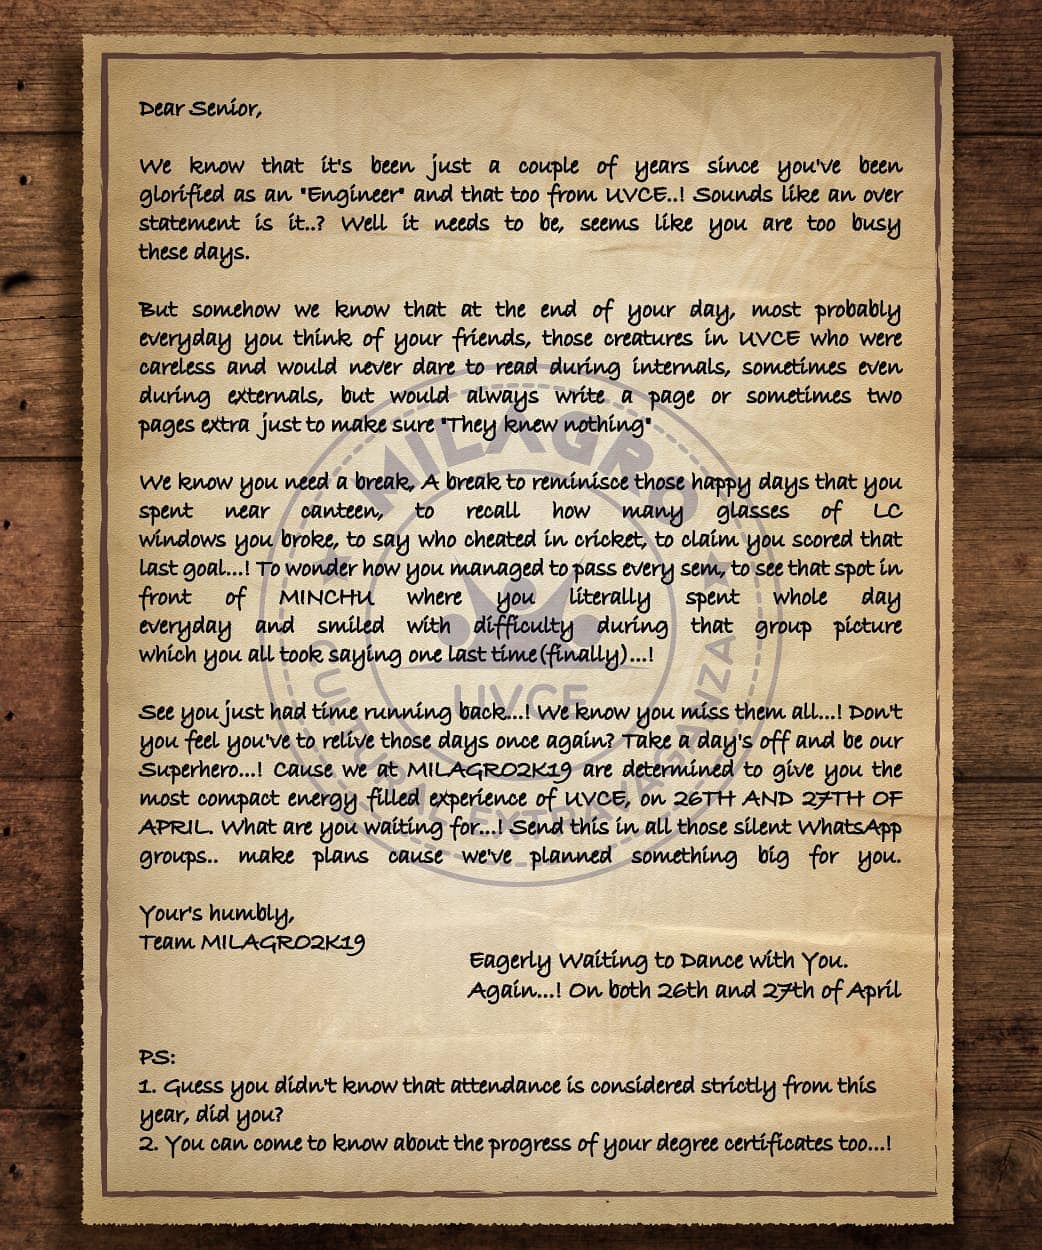 Dear Senior,
We know that it's been just a couple of years since you've been
glorified as an "Engineer" and that too from UVCE..! Sounds like an over
statement is it..? Well it needs to be, seems like you are too busy
these days.
But somehow we know that at the end of your day, most probably
everyday you think of your friends, those creatures in UVCE who were
careless and would never dare to read during internals, sometimes even
during externals, but would always write a page or sometimes two
pages extra just to make sure "They knew nothing"
We know you need a break, A break to reminisce those happy days that you
spent near canteen, to recall how many glasses of LC
windows you broke, to say who cheated in cricket, to claim you scored that
last goal...! To wonder how you managed to pass every sem, to see that spot in
front of MINCHU where you literally spent whole day
everyday and smiled with difficulty during that group picture
which you all took saying one last time(finally)...!
See you just had time running back...! We know you miss them all...! Don't
you feel you've to relive those days once again? Take a day's off and be our
Superhero...! Cause we at MILAGRO2K19 are determined to give you the
most compact energy filled experience of UVCE, on 26TH AND 27TH OF
APRIL. What are you waiting for...! Send this in all those silent WhatsApp
groups.. make plans cause we've planned something big for you.
Your's humbly,
Team MILAGRO2K19
Eagerly Waiting to Dance with You.
Again...! On both 26th and 27th of April
PS:
1. Guess you didn't know that attendance is considered strictly from this
year, did you?
2. You can come to know about the progress of your degree certificates too...!
MILAGRO
UVCE
CULTURAL EXTRAVAGANZA